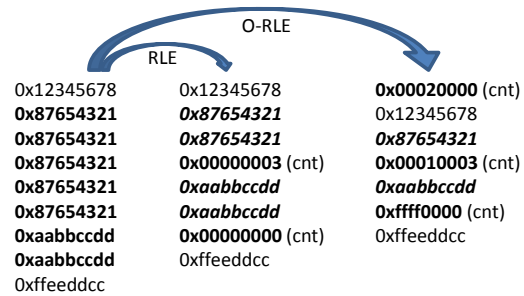 O-RLE
RLE
0x12345678 0x12345678 0x00020000 (cnt)
0x87654321 0x87654321 0x12345678
0x87654321 0x87654321 0x87654321
0x87654321 0x00000003 (cnt) 0x00010003 (cnt)
0x87654321 0xaabbccdd 0xaabbccdd
0x87654321 0xaabbccdd 0xffff0000 (cnt)
0xaabbccdd 0x00000000 (cnt) 0xffeeddcc
0xaabbccdd 0xffeeddcc
0xffeeddcc